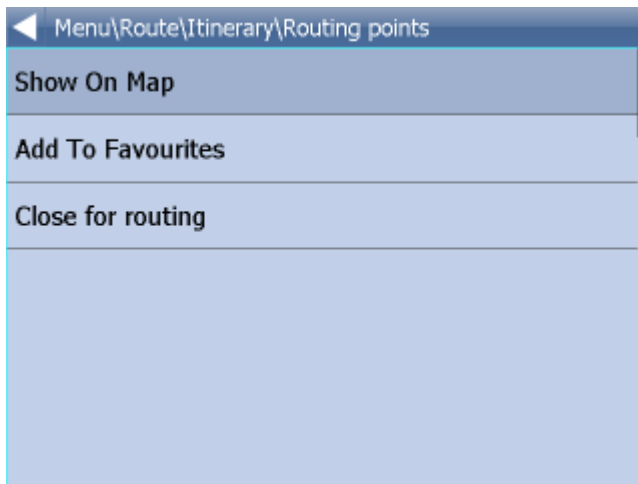 Menu\Route\Itinerary\Routing points
Show On Map
Add To Favourites
Close for routing